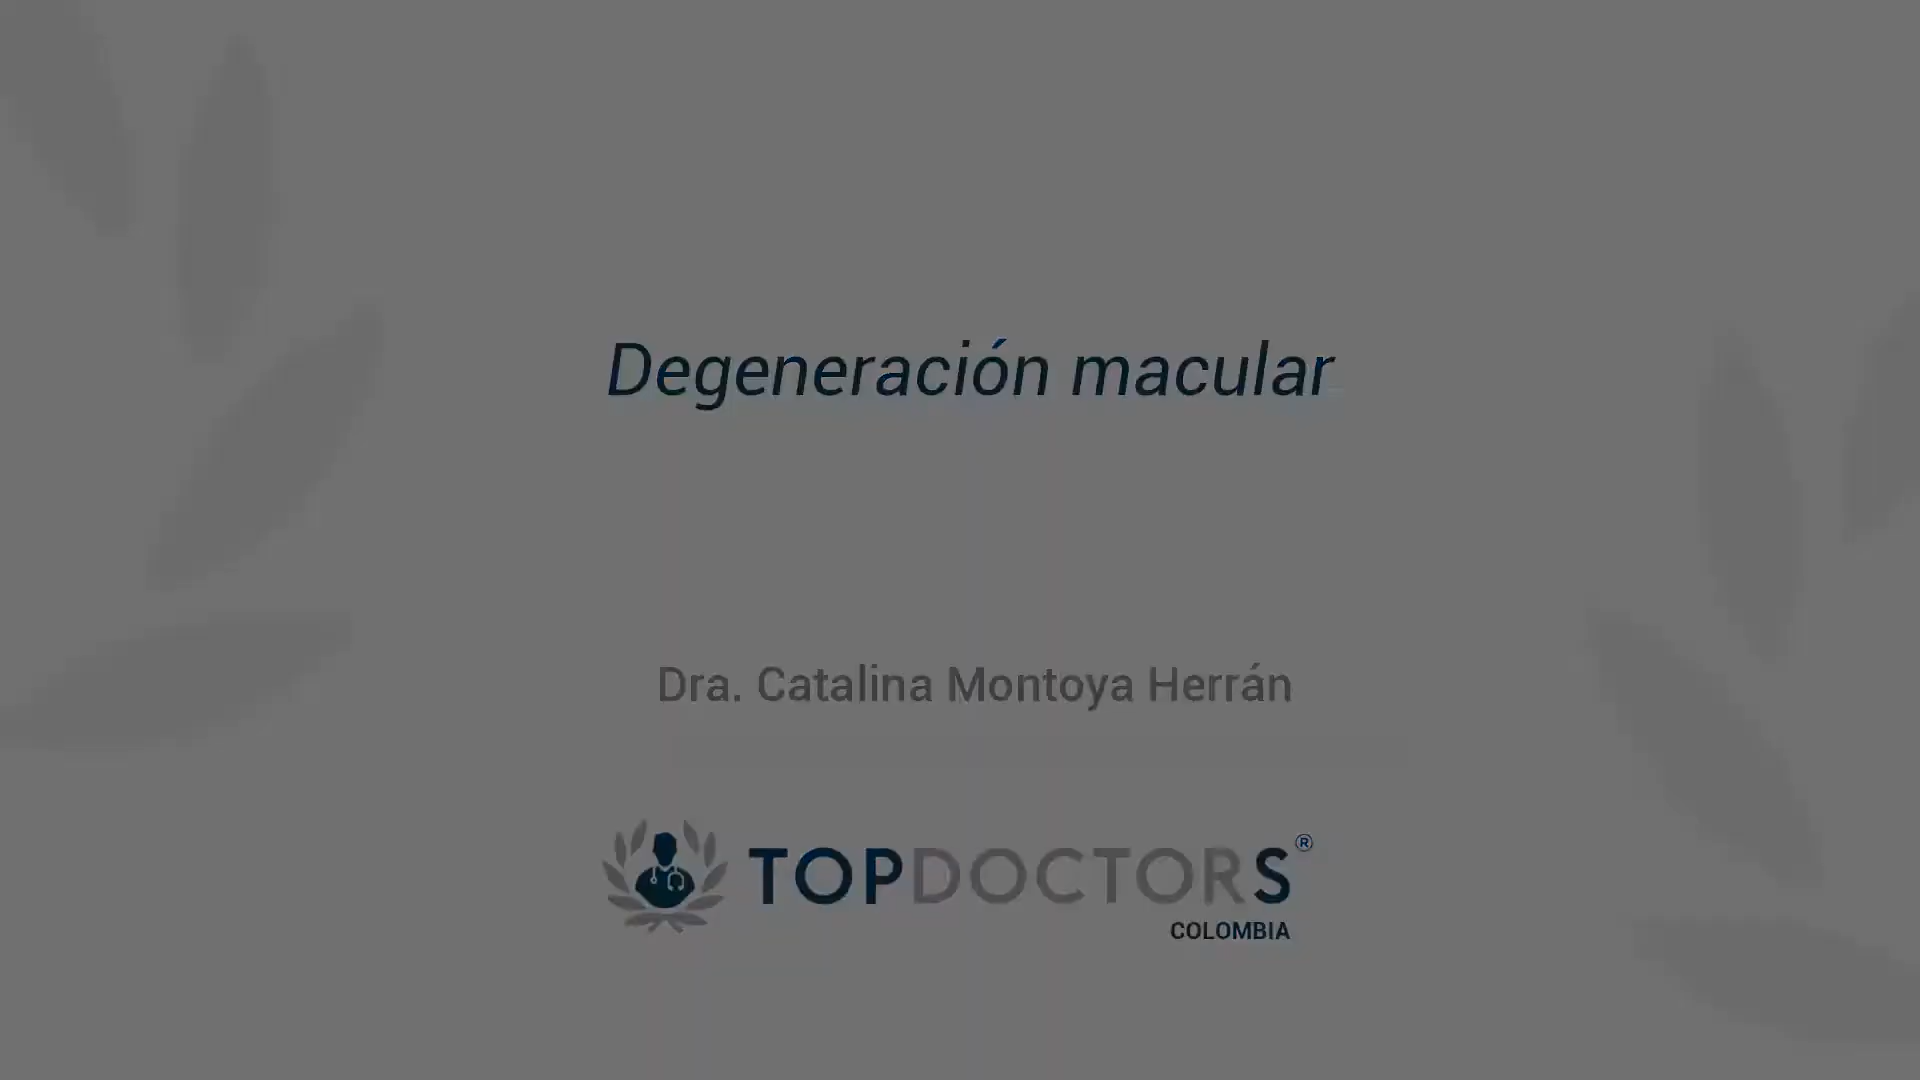 Degeneración macular
Dra. Catalina Montoya Herrán
TOPDOCTORS®
COLOMBIA